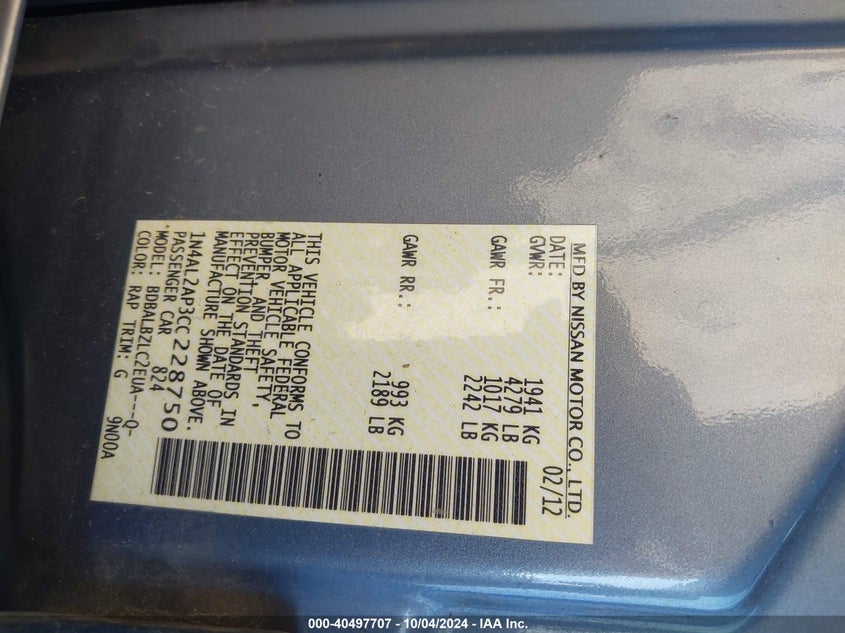 MFD BY NISSAN MOTOR CO., LTD.
DATE: 02/12
GVWR: 1941 KG
4279 LB
GAWR FR.: 1017 KG
2242 LB
GAWR RR.: 993 KG
2189 LB
THIS VEHICLE CONFORMS TO
ALL APPLICABLE FEDERAL
MOTOR VEHICLE SAFETY,
BUMPER, AND THEFT
PREVENTION STANDARDS IN
EFFECT ON THE DATE OF
MANUFACTURE SHOWN ABOVE.
1N4AL2AP3CC228750
PASSENGER CAR 824
MODEL: BDBALBZLC2EUA---Q-
COLOR: RAP TRIM: G 9N00A
000-40497707 - 10/04/2024 - IAA Inc.